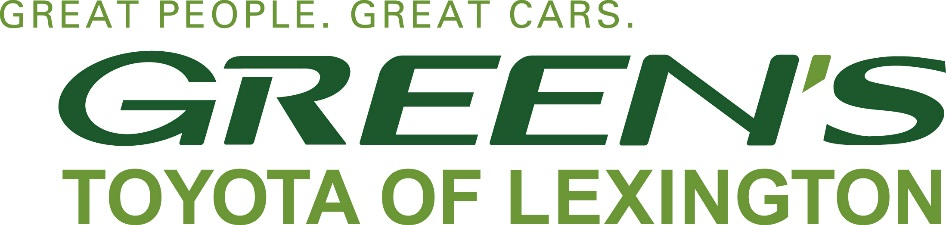 GREAT PEOPLE. GREAT CARS.
GREEN'S
TOYOTA OF LEXINGTON